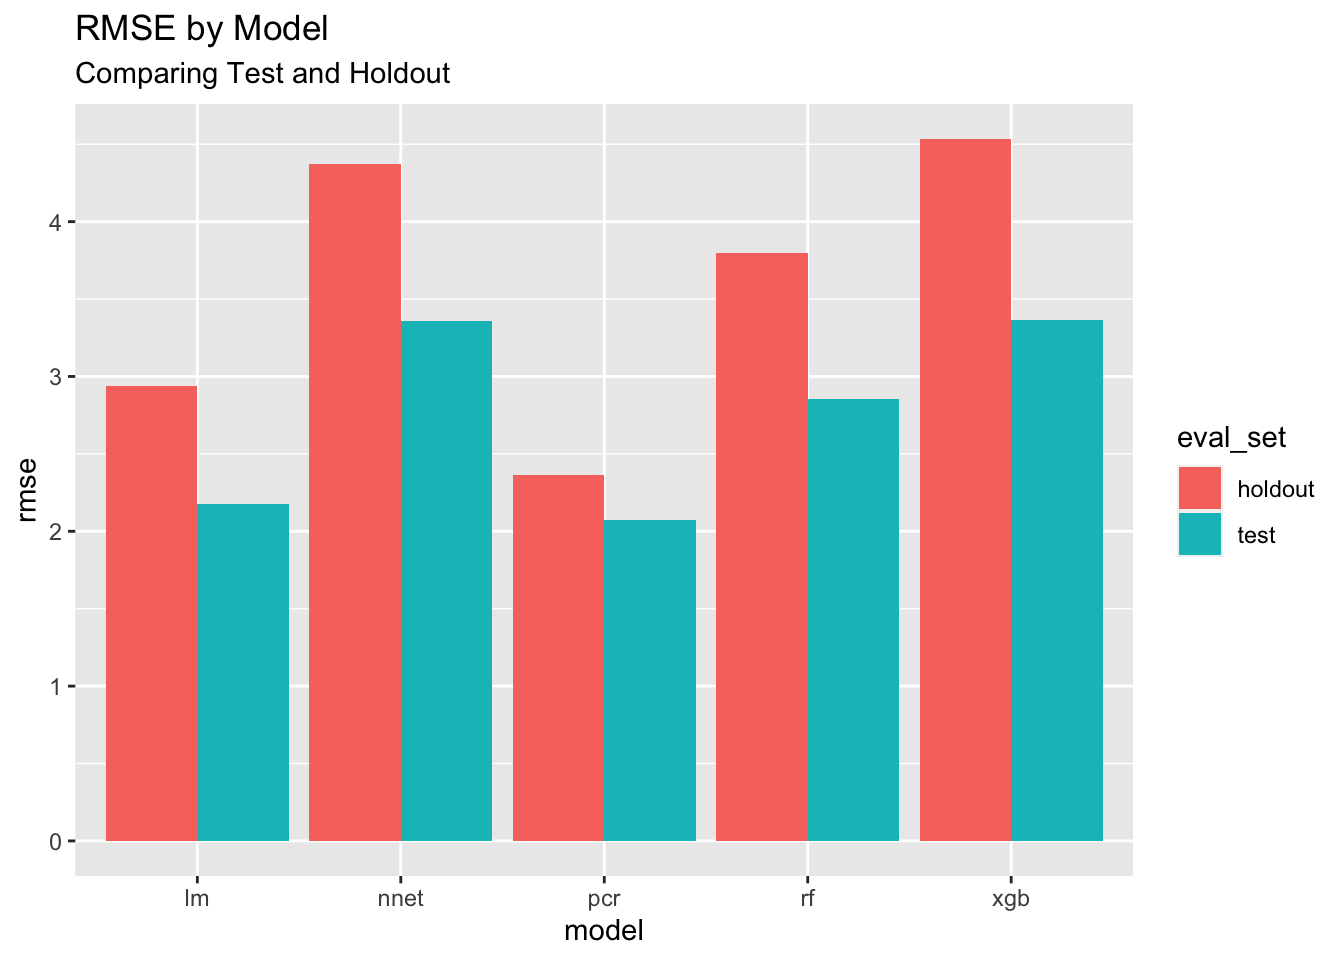 RMSE by Model
Comparing Test and Holdout
rmse
4
3
2
1
0
lm
nnet
pcr
rf
xgb
model
eval_set
holdout
test